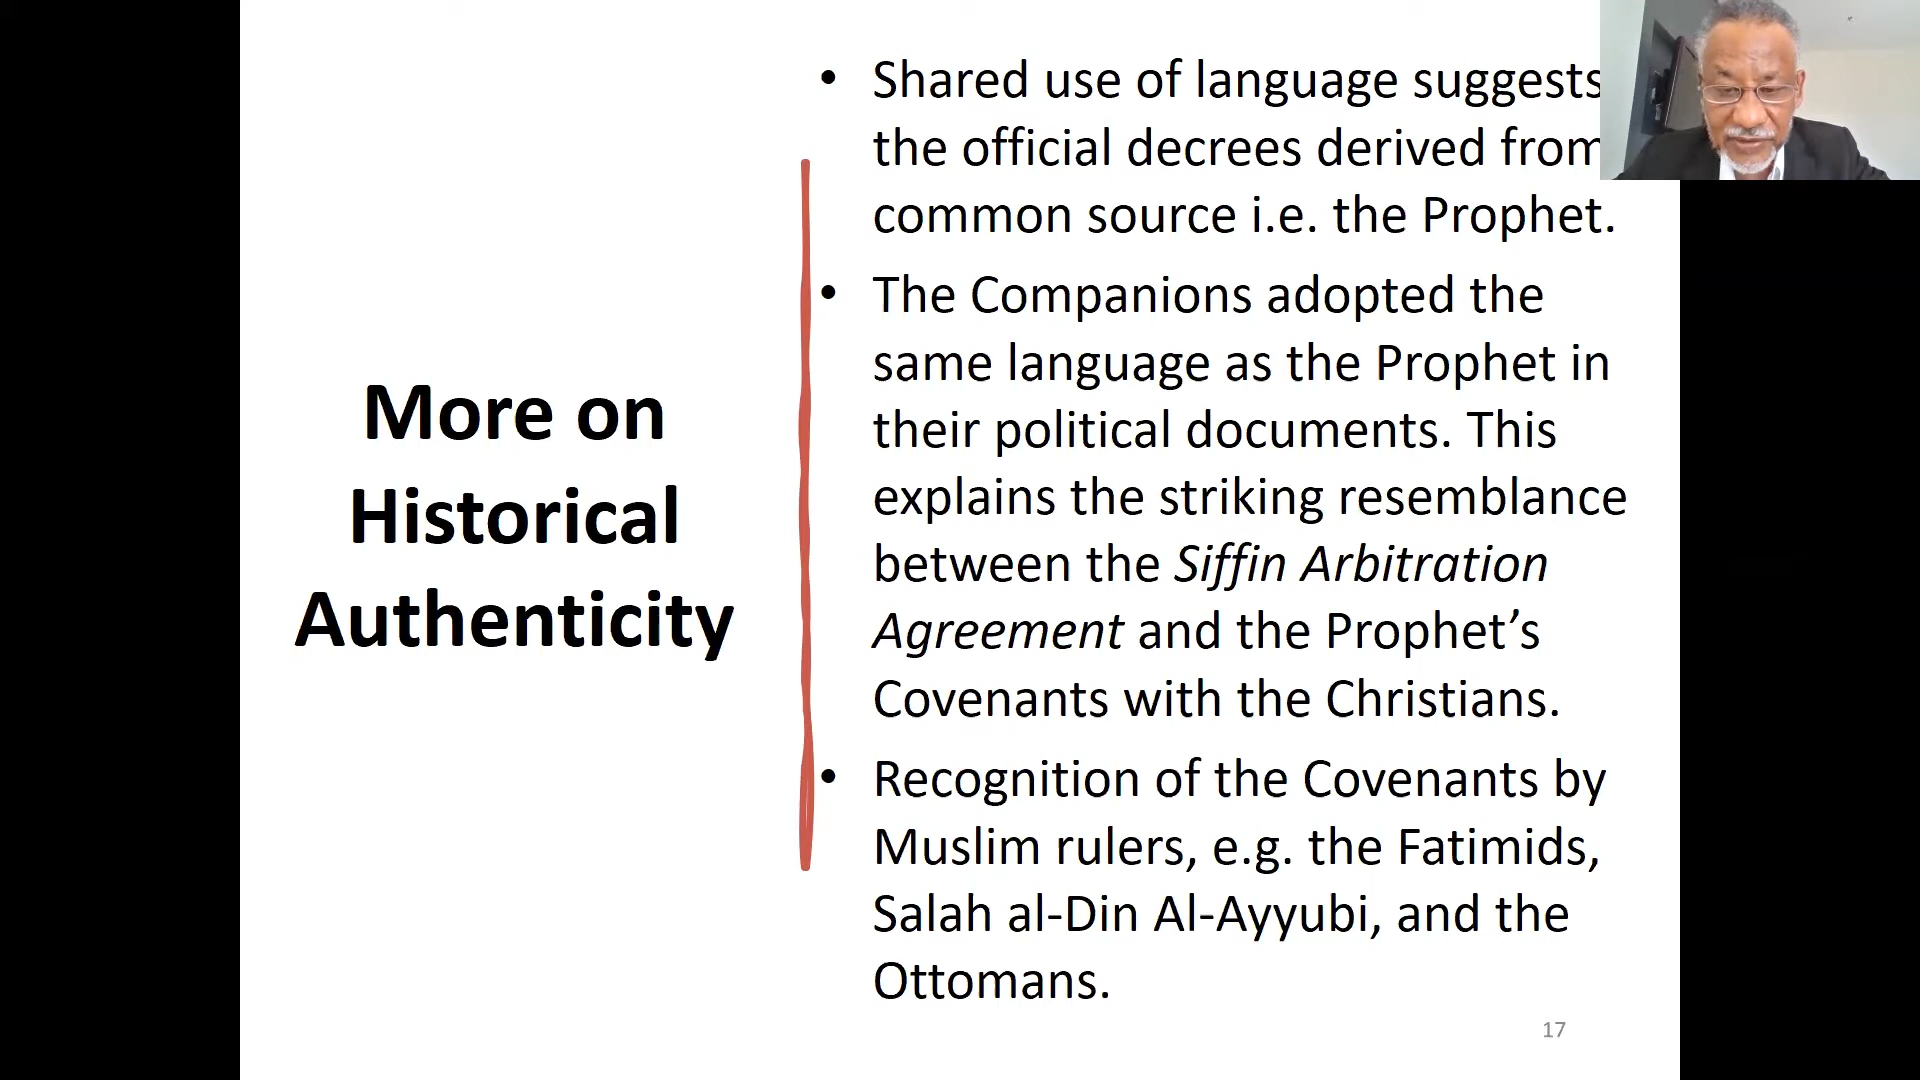 More on
Historical
Authenticity
• Shared use of language suggests
the official decrees derived from
common source i.e. the Prophet.
• The Companions adopted the
same language as the Prophet in
their political documents. This
explains the striking resemblance
between the Siffin Arbitration
Agreement and the Prophet’s
Covenants with the Christians.
• Recognition of the Covenants by
Muslim rulers, e.g. the Fatimids,
Salah al-Din Al-Ayyubi, and the
Ottomans.
17